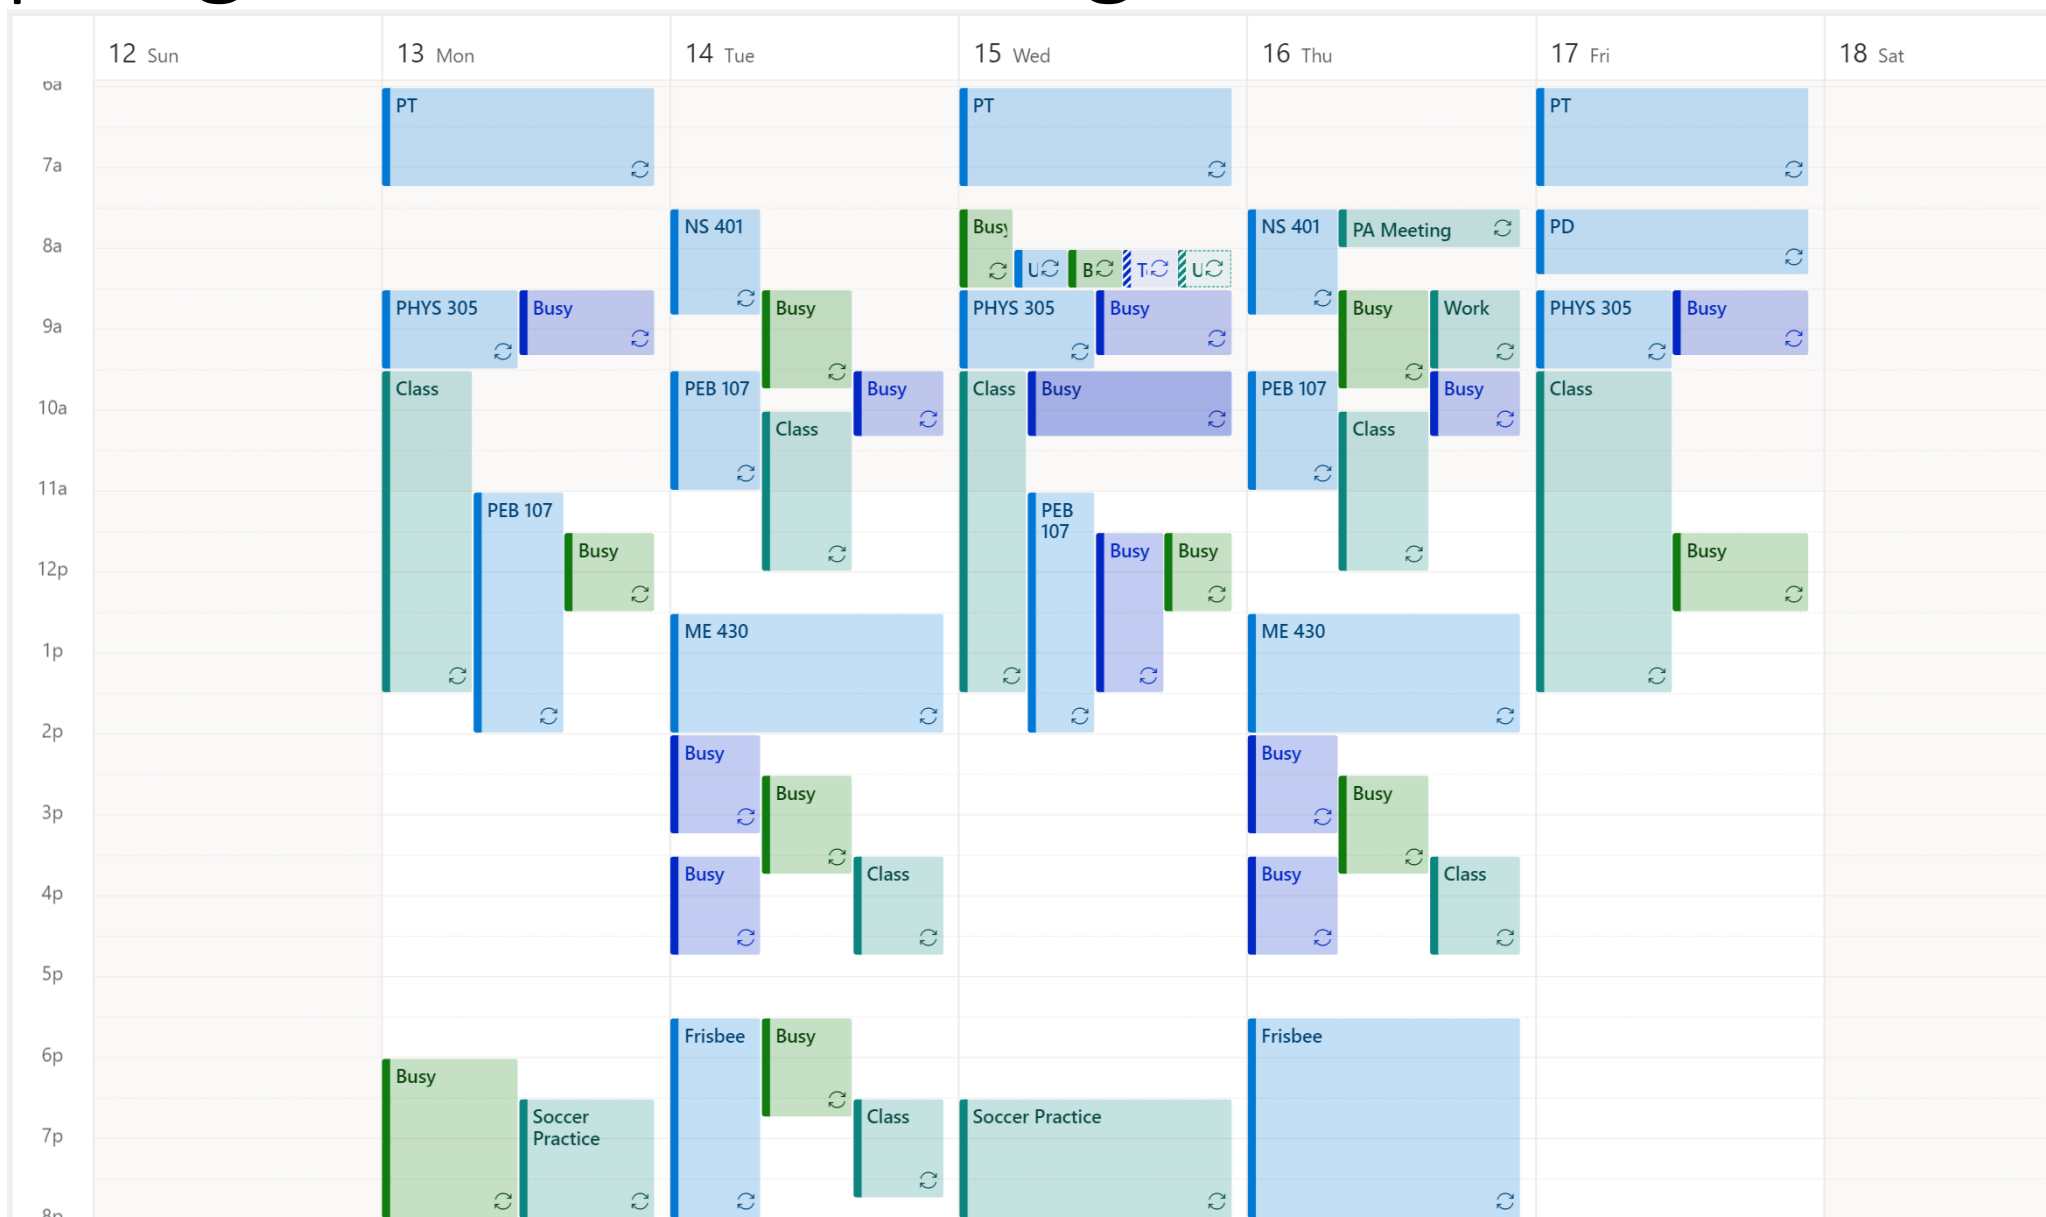 12 Sun
13 Mon
14 Tue
15 Wed
16 Thu
17 Fri
18 Sat
6a
7a
8a
9a
10a
11a
12p
1p
2p
3p
4p
5p
6p
7p
8p
PT
PHYS 305
Busy
Class
PEB 107
Busy
Busy
Soccer
Practice
NS 401
Busy
PEB 107
Busy
Class
ME 430
Busy
Busy
Busy
Class
Frisbee
Busy
Class
PT
Busy
U
B
T
U
PHYS 305
Busy
Class
Busy
PEB
107
Busy
Busy
Soccer Practice
PT
NS 401
PA Meeting
Busy
Work
PEB 107
Busy
Class
ME 430
Busy
Busy
Busy
Class
Frisbee
PD
PHYS 305
Busy
Class
Busy